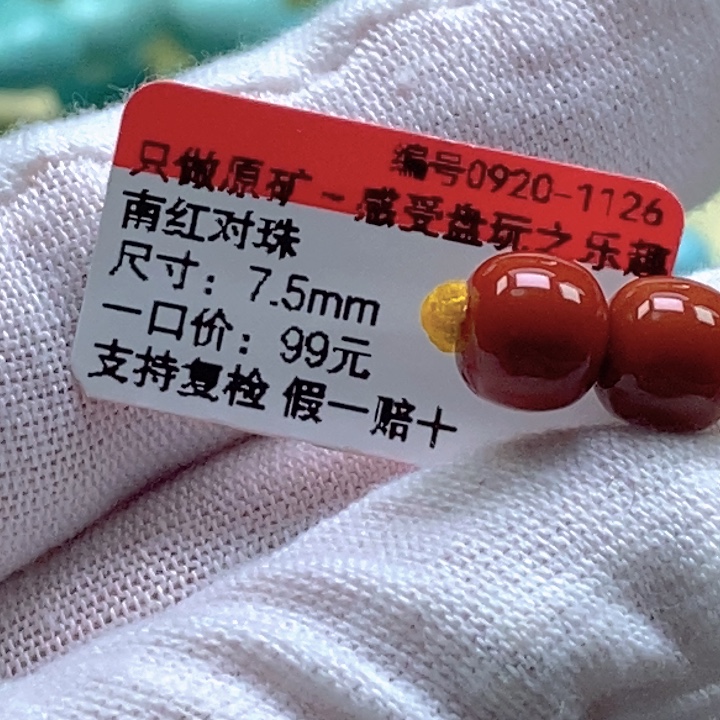 编号0920-1126
只做原矿~感受盘玩之乐趣
南红对珠
尺寸：7.5mm
一口价：99元
支持复检 假一赔十